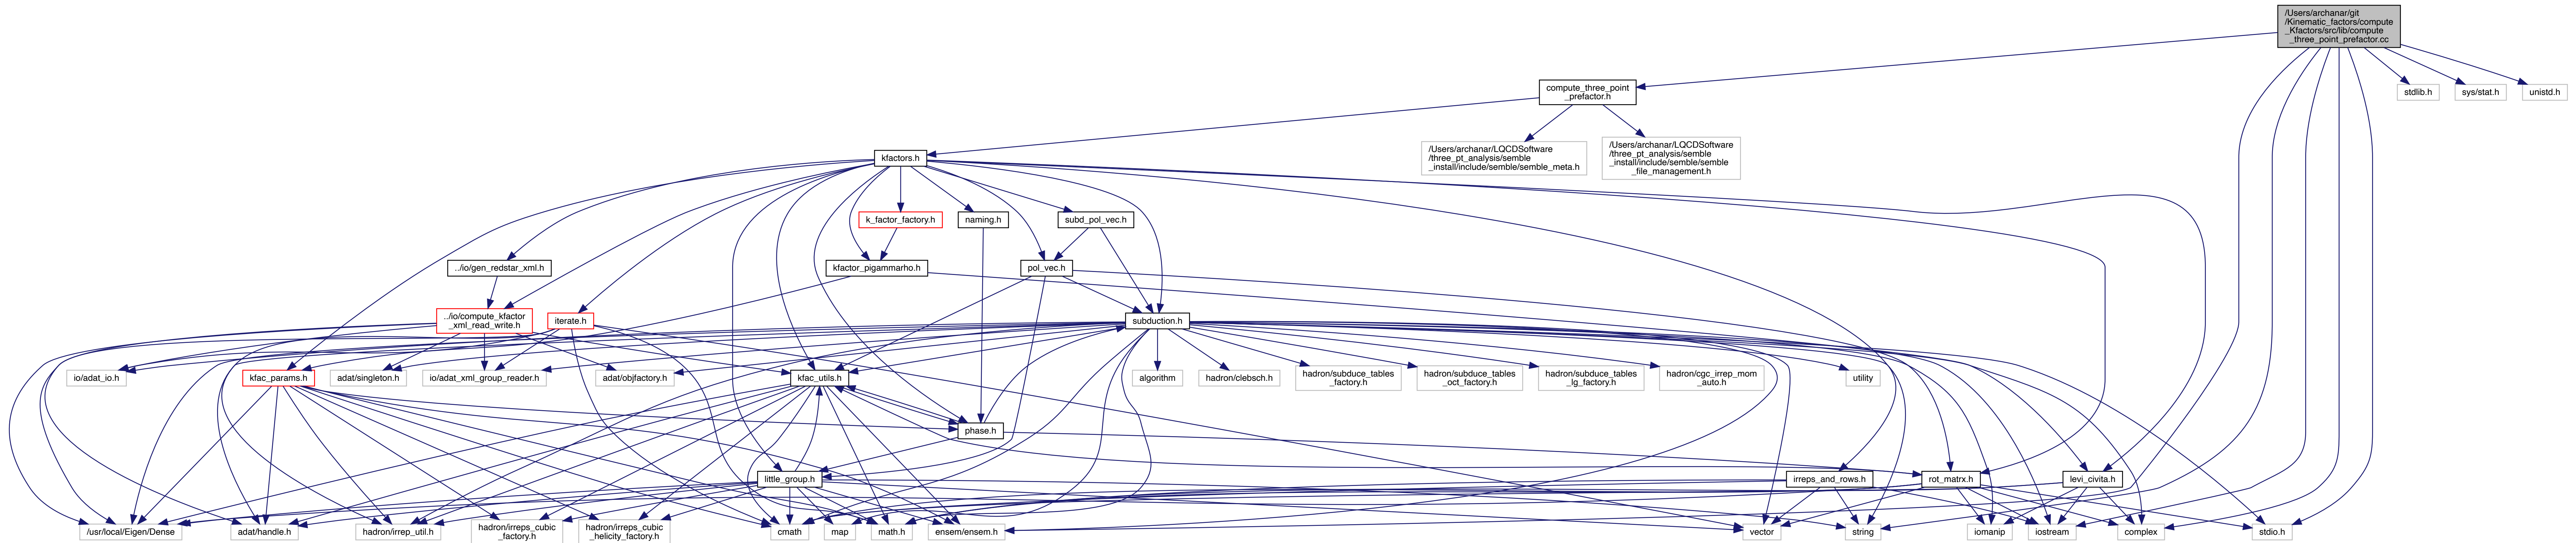 /Users/archanar/git
/Kinematic_factors/compute
_Kfactors/src/lib/compute
_three_point_prefactor.cc
compute_three_point
_prefactor.h
stdlib.h
sys/stat.h
unistd.h
kfactors.h
/Users/archanar/LQCDSoftware
/three_pt_analysis/semble
_install/include/semble/semble_meta.h
/Users/archanar/LQCDSoftware
/three_pt_analysis/semble
_install/include/semble/semble
_file_management.h
k_factor_factory.h
naming.h
subd_pol_vec.h
../io/gen_redstar_xml.h
kfactor_pigammarho.h
pol_vec.h
../io/compute_kfactor
_xml_read_write.h
iterate.h
subduction.h
io/adat_io.h
kfac_params.h
adat/singleton.h
io/adat_xml_group_reader.h
adat/objfactory.h
kfac_utils.h
algorithm
hadron/clebsch.h
hadron/subduce_tables
_factory.h
hadron/subduce_tables
_oct_factory.h
hadron/subduce_tables
_lg_factory.h
hadron/cgc_irrep_mom
_auto.h
utility
phase.h
little_group.h
irreps_and_rows.h
rot_matrx.h
levi_civita.h
/usr/local/Eigen/Dense
adat/handle.h
hadron/irrep_util.h
hadron/irreps_cubic
_factory.h
hadron/irreps_cubic
_helicity_factory.h
cmath
map
math.h
ensem/ensem.h
vector
string
iomanip
iostream
complex
stdio.h